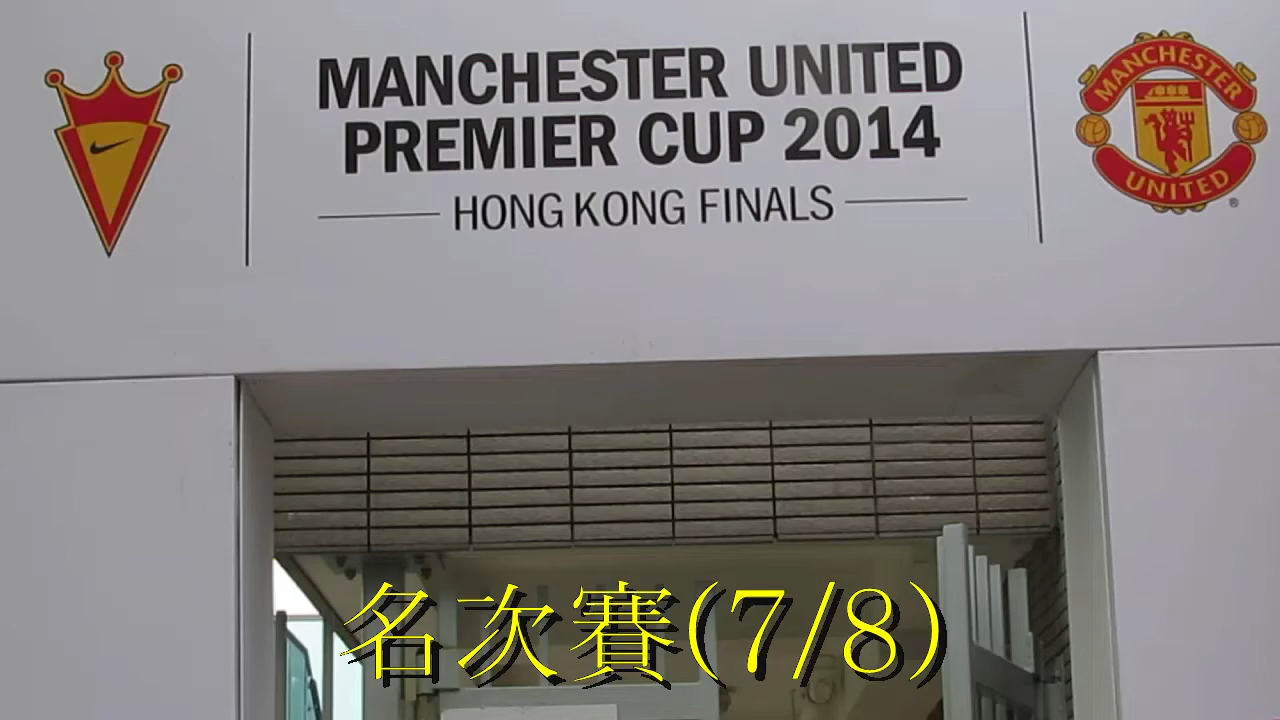 MANCHESTER UNITED
PREMIER CUP 2014
HONG KONG FINALS
MANCHESTER
UNITED
®
名次賽(7/8)